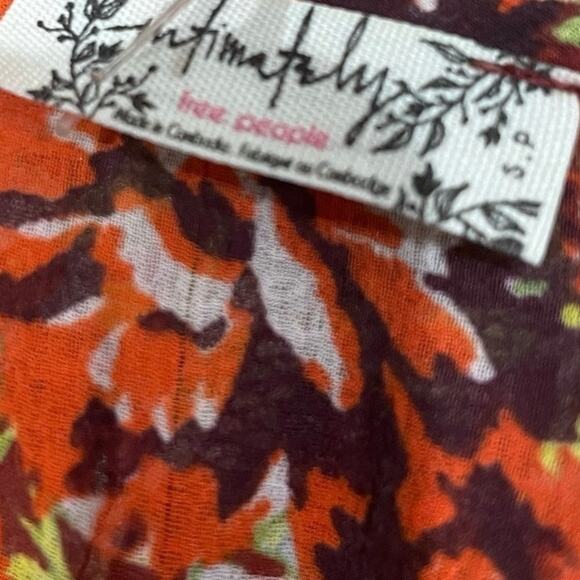 intimately
free people
Made in Cambodia. Fabriqué au Cambodge
S.P